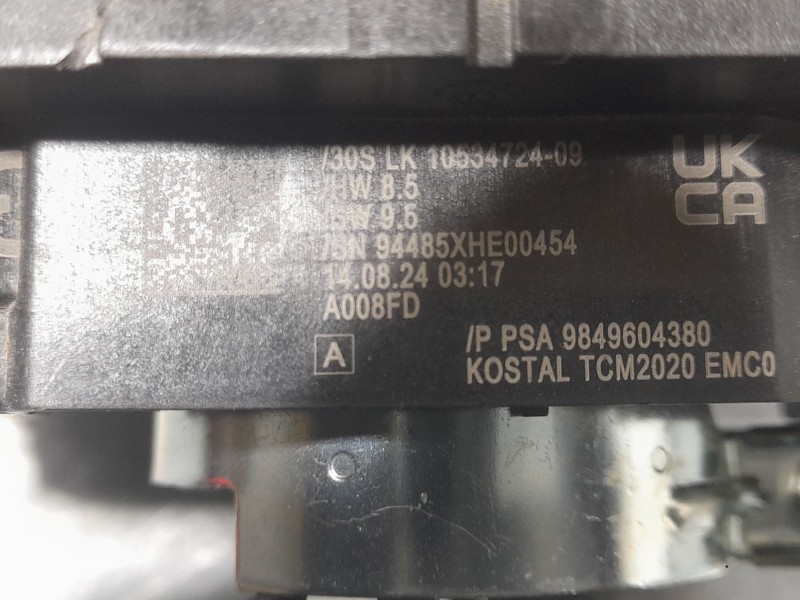 /30S LK 10534724-09
/HW 8.5
/SW 9.5
/SN 94485XHE00454
14.08.24 03:17
A008FD
A
UK
CA
/P PSA 9849604380
KOSTAL TCM2020 EMC0